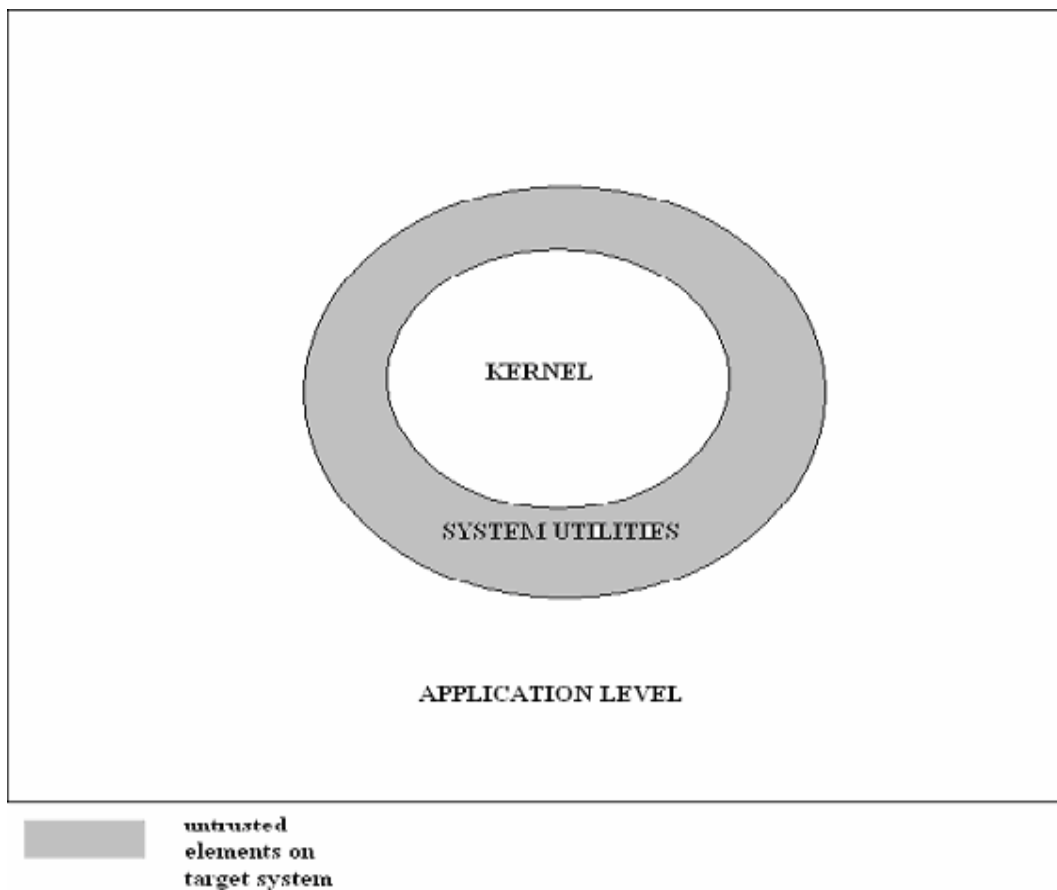 KERNEL
SYSTEM UTILITIES
APPLICATION LEVEL
untrusted
elements on
target system